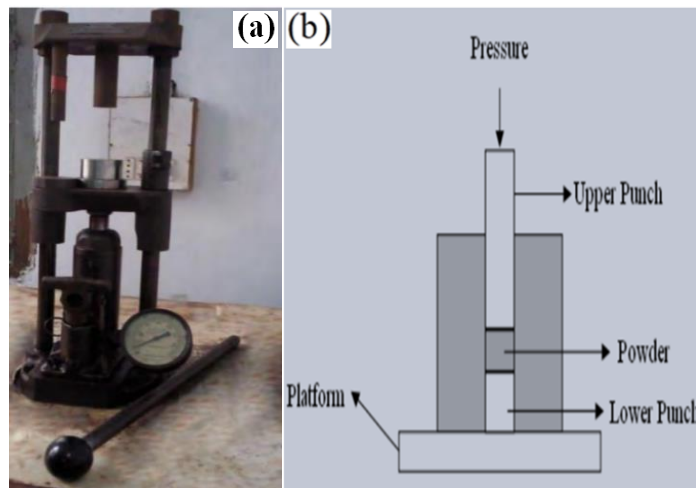 (a)
(b)
Pressure
Upper Punch
Powder
Platform
Lower Punch